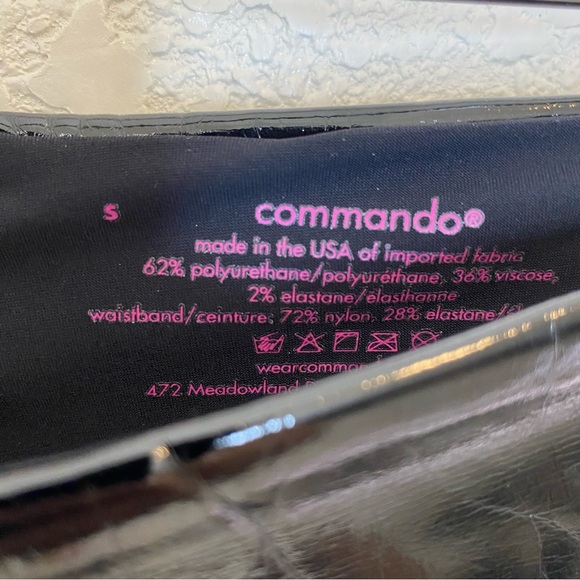 S
commando®
made in the USA of imported fabric
62% polyurethane/polyuréthane, 36% viscose,
2% elastane/élasthanne
waistband/ceinture: 72% nylon, 28% elastane/
472 Meadowland